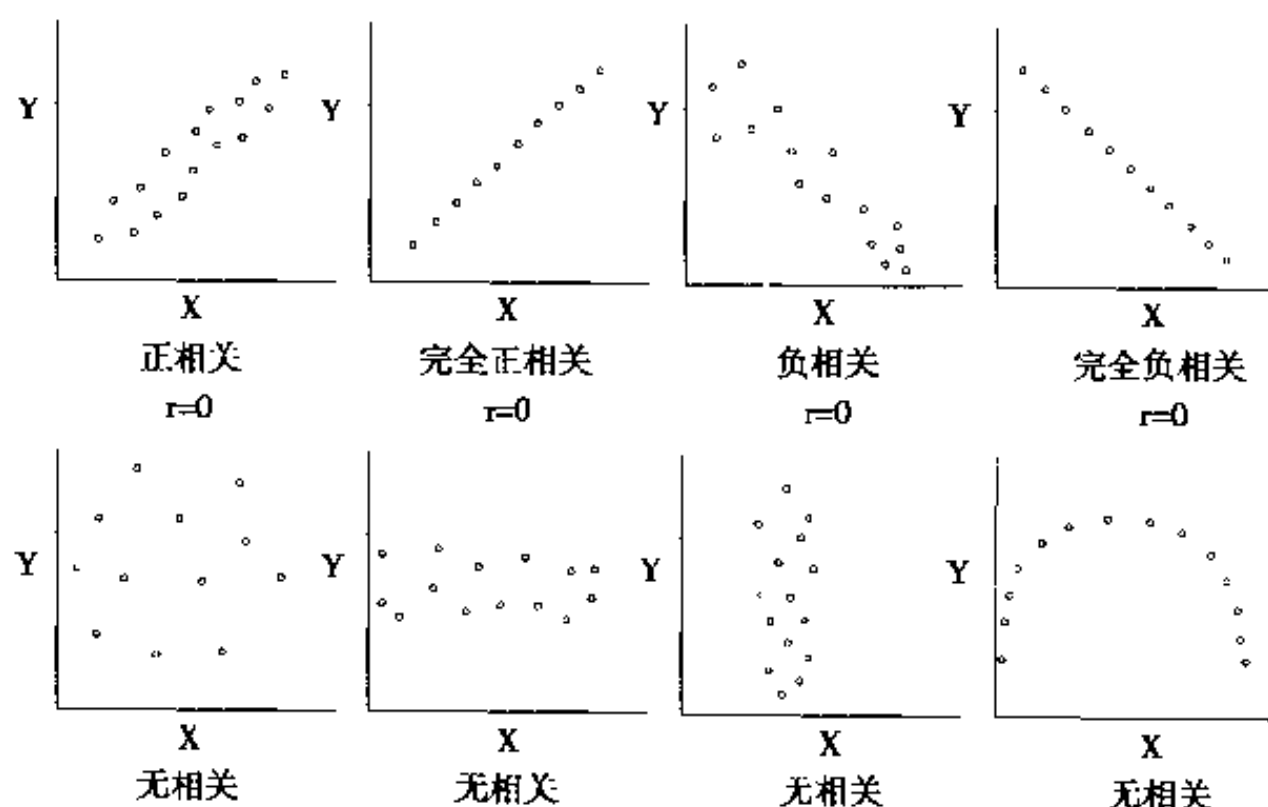 Y Y Y Y
X X X X
正相关 完全正相关 负相关 完全负相关
r=0 r=0 r=0 r=0
Y Y Y Y
X X X X
无相关 无相关 无相关 无相关